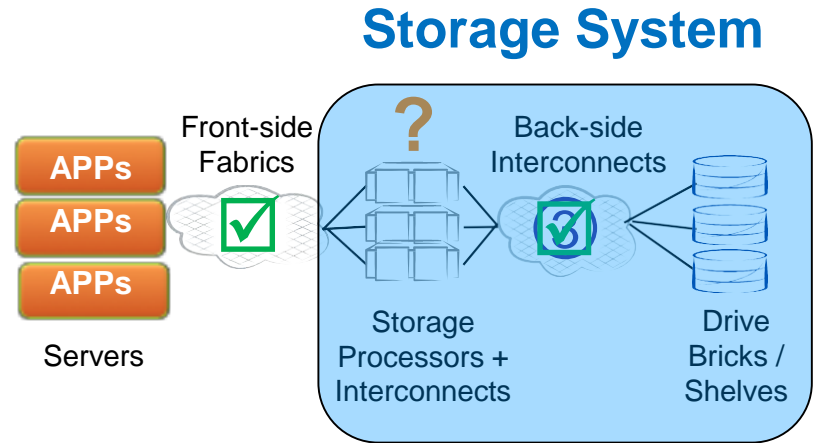 Storage System
Front-side
Fabrics
?
Back-side
Interconnects
APPs
APPs
APPs
Servers
Storage
Processors +
Interconnects
Drive
Bricks /
Shelves